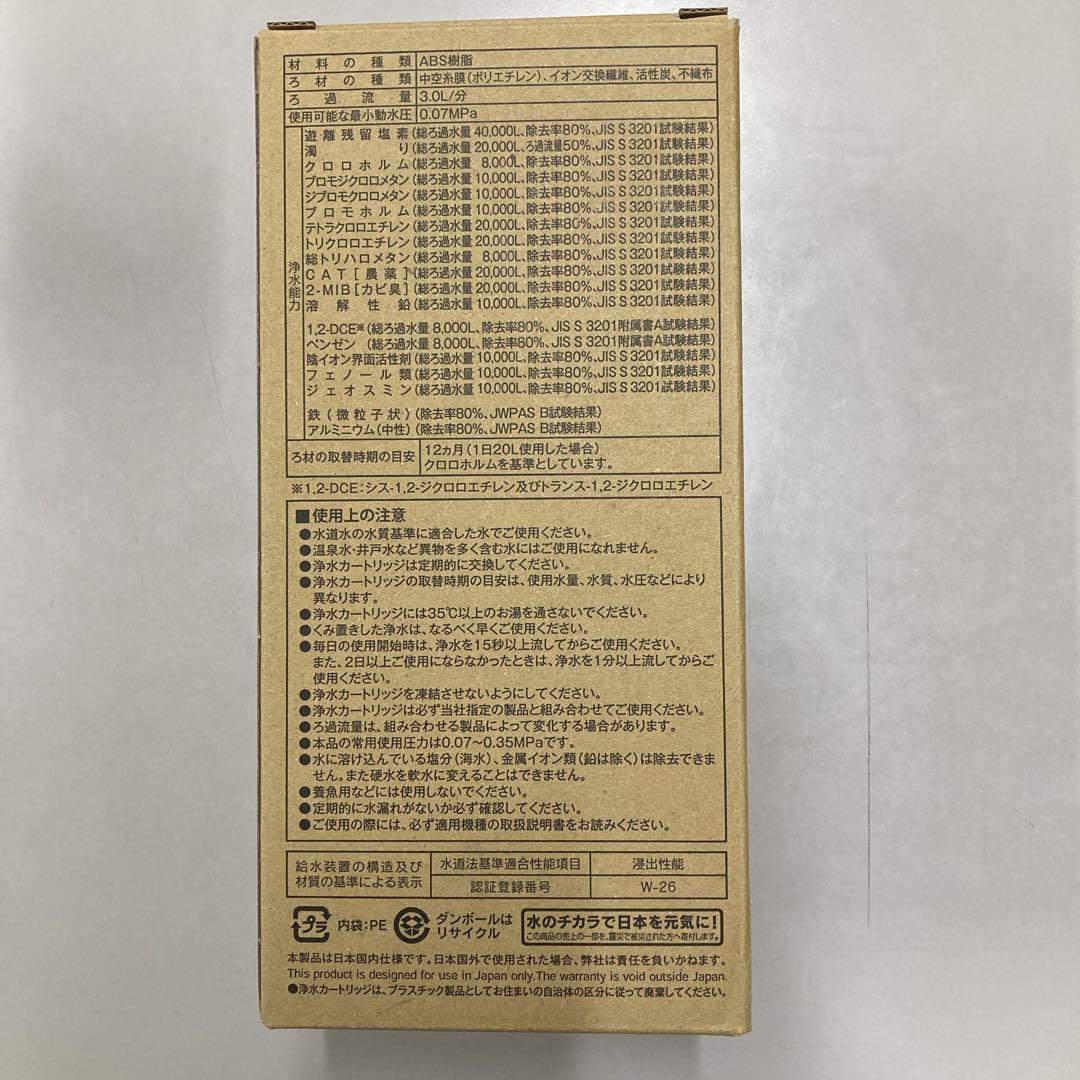 材料の種類 ABS樹脂
ろ材の種類 中空糸膜(ポリエチレン)、イオン交換繊維、活性炭、不織布
ろ過流量 3.0L/分
使用可能な最小動水圧 0.07MPa
浄水能力
遊離残留塩素(総ろ過水量 40,000L、除去率80%、JIS S 3201試験結果)
濁り(総ろ過水量 20,000L、ろ過流量50%、JIS S 3201試験結果)
クロロホルム(総ろ過水量 8,000L、除去率80%、JIS S 3201試験結果)
ブロモジクロロメタン(総ろ過水量 10,000L、除去率80%、JIS S 3201試験結果)
ジブロモクロロメタン(総ろ過水量 10,000L、除去率80%、JIS S 3201試験結果)
ブロモホルム(総ろ過水量 10,000L、除去率80%、JIS S 3201試験結果)
テトラクロロエチレン(総ろ過水量 20,000L、除去率80%、JIS S 3201試験結果)
トリクロロエチレン(総ろ過水量 20,000L、除去率80%、JIS S 3201試験結果)
総トリハロメタン(総ろ過水量 8,000L、除去率80%、JIS S 3201試験結果)
CAT[農薬](総ろ過水量 20,000L、除去率80%、JIS S 3201試験結果)
2-MIB[カビ臭](総ろ過水量 20,000L、除去率80%、JIS S 3201試験結果)
溶解性鉛(総ろ過水量 10,000L、除去率80%、JIS S 3201試験結果)
1,2-DCE※(総ろ過水量 8,000L、除去率80%、JIS S 3201附属書A試験結果)
ベンゼン(総ろ過水量 8,000L、除去率80%、JIS S 3201附属書A試験結果)
陰イオン界面活性剤(総ろ過水量 10,000L、除去率80%、JIS S 3201試験結果)
フェノール類(総ろ過水量 10,000L、除去率80%、JIS S 3201試験結果)
ジェオスミン(総ろ過水量 10,000L、除去率80%、JIS S 3201試験結果)
鉄(微粒子状)(除去率80%、JWPAS B試験結果)
アルミニウム(中性)(除去率80%、JWPAS B試験結果)
ろ材の取替時期の目安 12ヵ月(1日20L使用した場合)
クロロホルムを基準としています。
※1,2-DCE:シス-1,2-ジクロロエチレン及びトランス-1,2-ジクロロエチレン
■使用上の注意
●水道水の水質基準に適合した水でご使用ください。
●温泉水・井戸水など異物を多く含む水にはご使用になれません。
●浄水カートリッジは定期的に交換してください。
●浄水カートリッジの取替時期の目安は、使用水量、水質、水圧などにより
異なります。
●浄水カートリッジには35℃以上のお湯を通さないでください。
●くみ置きした浄水は、なるべく早くご使用ください。
●毎日の使用開始時は、浄水を15秒以上流してからご使用ください。
また、2日以上ご使用にならなかったときは、浄水を1分以上流してからご
使用ください。
●浄水カートリッジを凍結させないようにしてください。
●浄水カートリッジは必ず当社指定の製品と組み合わせてご使用ください。
●ろ過流量は、組み合わせる製品によって変化する場合があります。
●本品の常用使用圧力は0.07〜0.35MPaです。
●水に溶け込んでいる塩分(海水)、金属イオン類(鉛は除く)は除去できま
せん。また硬水を軟水に変えることはできません。
●養魚用などには使用しないでください。
●定期的に水漏れがないか必ず確認してください。
●ご使用の際には、必ず適用機種の取扱説明書をお読みください。
給水装置の構造及び
材質の基準による表示
水道法基準適合性能項目 浸出性能
認証登録番号 W-26
プラ 内袋:PE ダンボールは
リサイクル
水のチカラで日本を元気に!
この商品の売上の一部を、震災で被災された方へ寄付します。
本製品は日本国内仕様です。日本国外で使用された場合、弊社は責任を負いかねます。
This product is designed for use in Japan only.The warranty is void outside Japan.
●浄水カートリッジは、プラスチック製品としてお住まいの自治体の区分に従って廃棄してください。